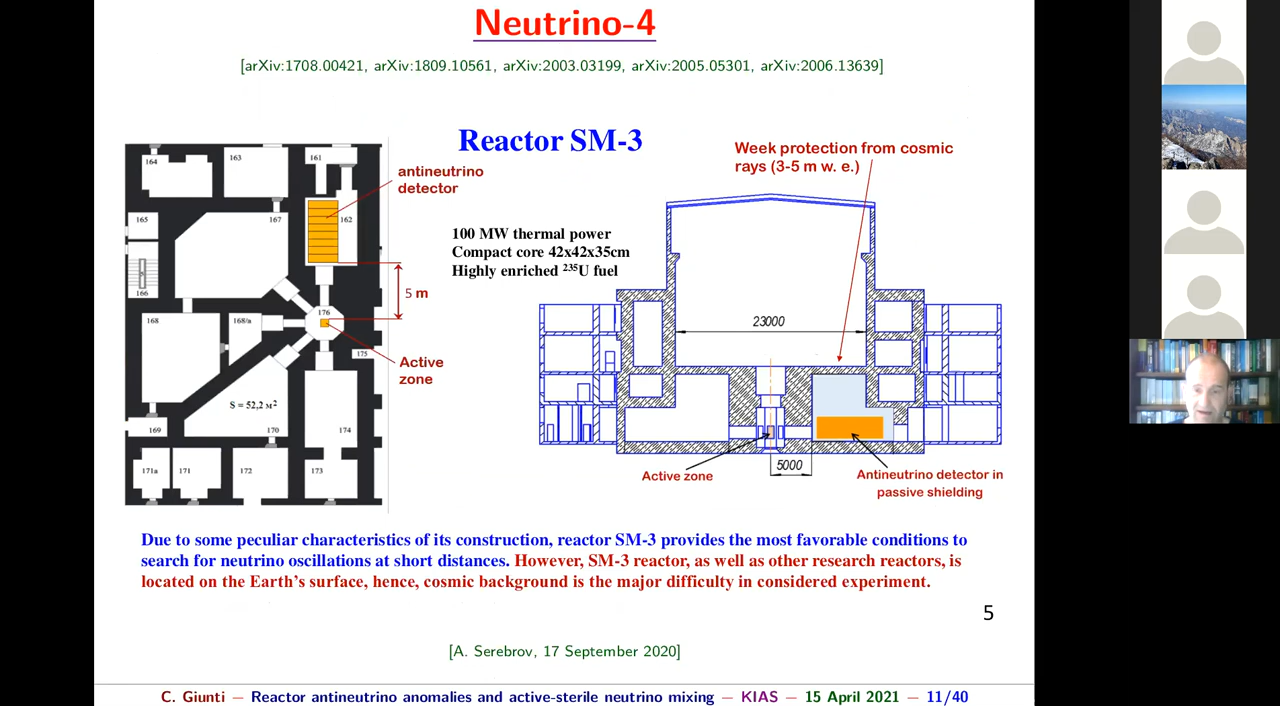 Neutrino-4
[arXiv:1708.00421, arXiv:1809.10561, arXiv:2003.03199, arXiv:2005.05301, arXiv:2006.13639]
Reactor SM-3
164
163
161
165
167
162
166
168
168/a
176
175
S = 52,2 м²
169
170
174
171a
171
172
173
antineutrino
detector
5 m
Active
zone
100 MW thermal power
Compact core 42x42x35cm
Highly enriched ²³⁵U fuel
Week protection from cosmic
rays (3-5 m w. e.)
23000
5000
Active zone
Antineutrino detector in
passive shielding
Due to some peculiar characteristics of its construction, reactor SM-3 provides the most favorable conditions to
search for neutrino oscillations at short distances. However, SM-3 reactor, as well as other research reactors, is
located on the Earth's surface, hence, cosmic background is the major difficulty in considered experiment.
5
[A. Serebrov, 17 September 2020]
C. Giunti — Reactor antineutrino anomalies and active-sterile neutrino mixing — KIAS — 15 April 2021 — 11/40